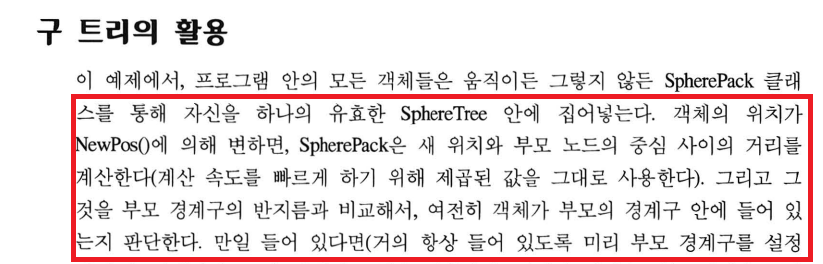 구 트리의 활용
이 예제에서, 프로그램 안의 모든 객체들은 움직이든 그렇지 않든 SpherePack 클래
스를 통해 자신을 하나의 유효한 SphereTree 안에 집어넣는다. 객체의 위치가
NewPos()에 의해 변하면, SpherePack은 새 위치와 부모 노드의 중심 사이의 거리를
계산한다(계산 속도를 빠르게 하기 위해 제곱된 값을 그대로 사용한다). 그리고 그
것을 부모 경계구의 반지름과 비교해서, 여전히 객체가 부모의 경계구 안에 들어 있
는지 판단한다. 만일 들어 있다면(거의 항상 들어 있도록 미리 부모 경계구를 설정